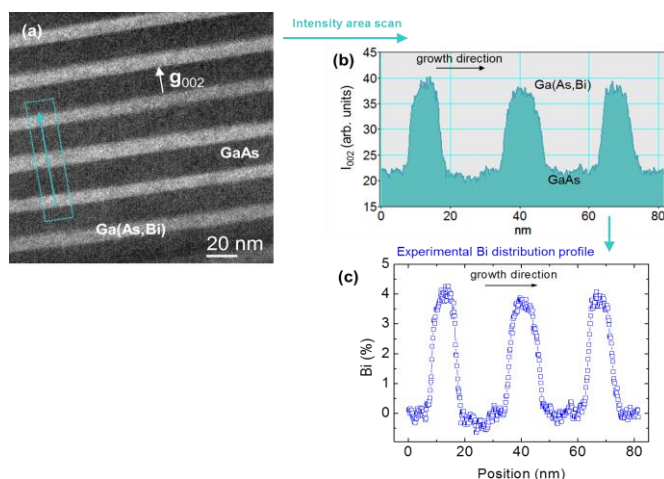 (a)
g002
GaAs
Ga(As,Bi)
20 nm
Intensity area scan
(b)
growth direction
Ga(As,Bi)
GaAs
I002 (arb. units)
45
40
35
30
25
20
15
0 20 40 60 80
nm
Experimental Bi distribution profile
(c)
growth direction
Bi (%)
5
4
3
2
1
0
0 20 40 60 80
Position (nm)